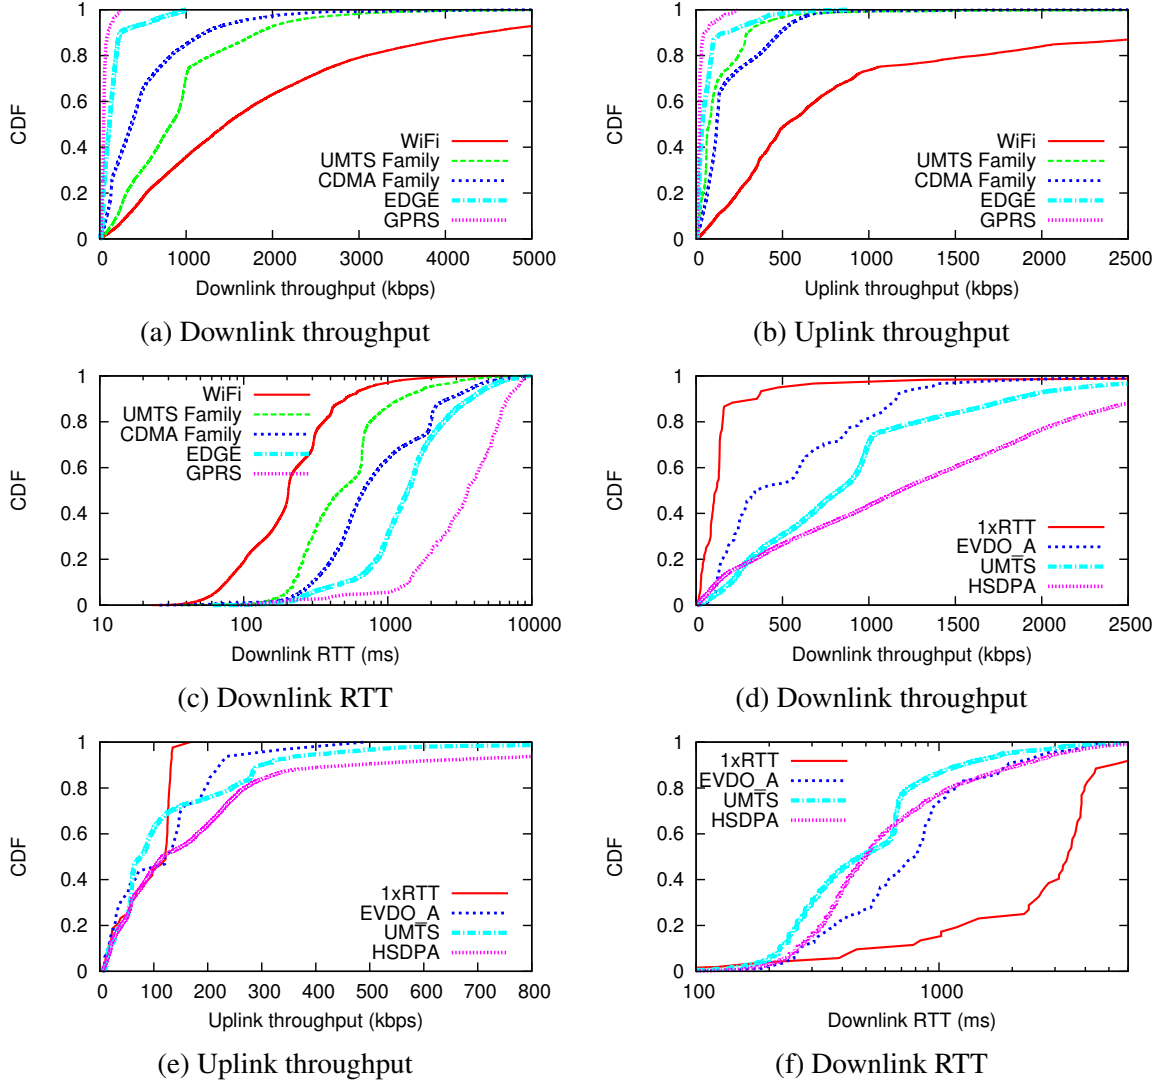 1
0.8
0.6
0.4
0.2
0
CDF
WiFi
UMTS Family
CDMA Family
EDGE
GPRS
0 1000 2000 3000 4000 5000
Downlink throughput (kbps)
(a) Downlink throughput
1
0.8
0.6
0.4
0.2
0
CDF
WiFi
UMTS Family
CDMA Family
EDGE
GPRS
0 500 1000 1500 2000 2500
Uplink throughput (kbps)
(b) Uplink throughput
1
0.8
0.6
0.4
0.2
0
CDF
WiFi
UMTS Family
CDMA Family
EDGE
GPRS
10 100 1000 10000
Downlink RTT (ms)
(c) Downlink RTT
1
0.8
0.6
0.4
0.2
0
CDF
1xRTT
EVDO_A
UMTS
HSDPA
0 500 1000 1500 2000 2500
Downlink throughput (kbps)
(d) Downlink throughput
1
0.8
0.6
0.4
0.2
0
CDF
1xRTT
EVDO_A
UMTS
HSDPA
0 100 200 300 400 500 600 700 800
Uplink throughput (kbps)
(e) Uplink throughput
1
0.8
0.6
0.4
0.2
0
CDF
1xRTT
EVDO_A
UMTS
HSDPA
100 1000
Downlink RTT (ms)
(f) Downlink RTT